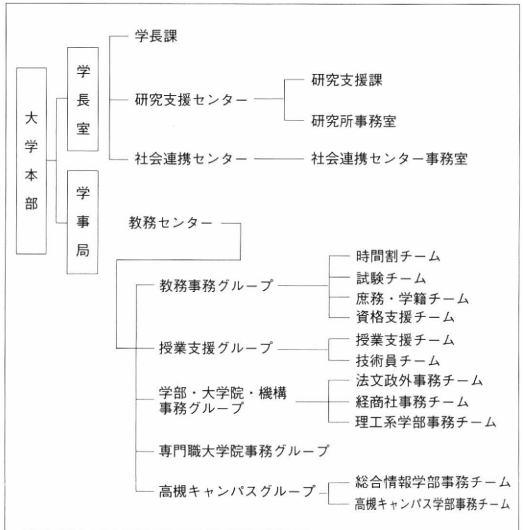 大学本部
学長室
学長課
研究支援センター
研究支援課
研究所事務室
社会連携センター
社会連携センター事務室
学事局
教務センター
教務事務グループ
時間割チーム
試験チーム
庶務・学籍チーム
資格支援チーム
授業支援グループ
授業支援チーム
技術員チーム
学部・大学院・機構
事務グループ
法文政外事務チーム
経商社事務チーム
理工系学部事務チーム
専門職大学院事務グループ
高槻キャンパスグループ
総合情報学部事務チーム
高槻キャンパス学部事務チーム